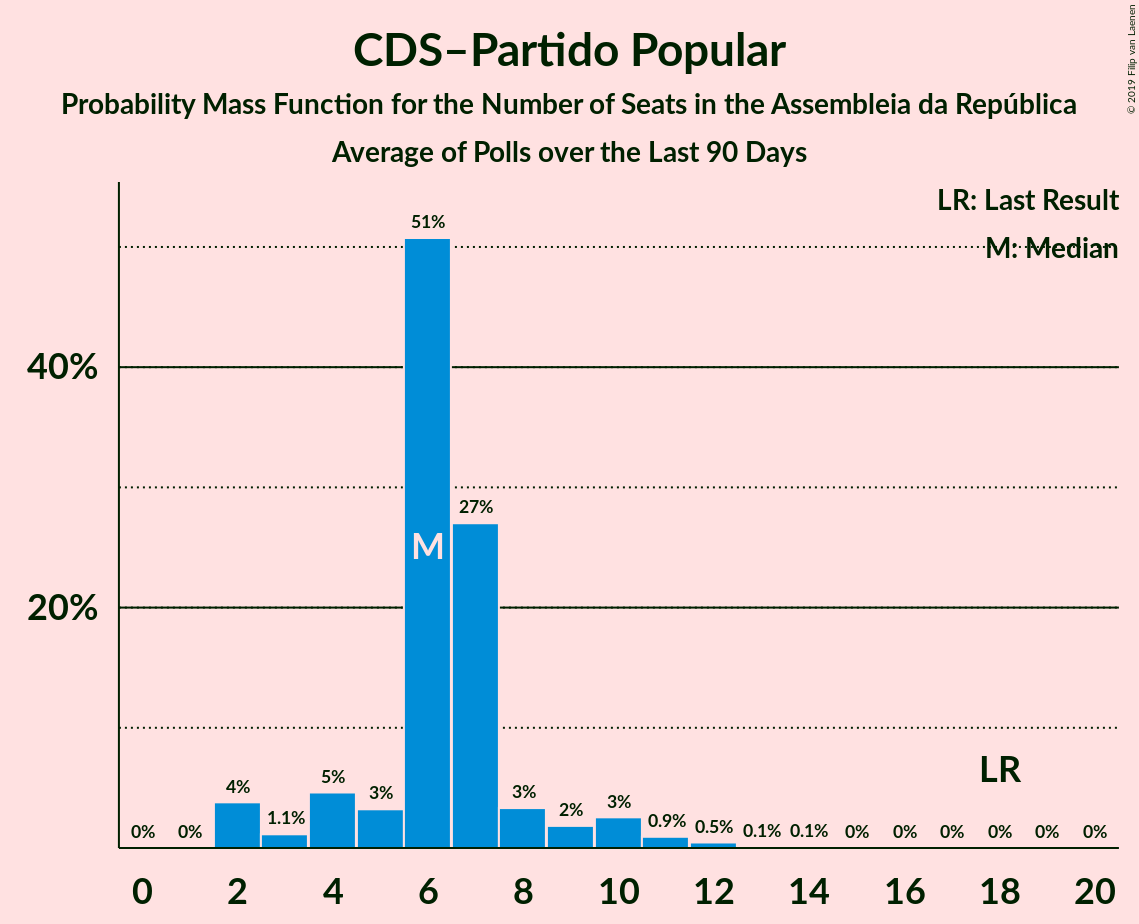 CDS–Partido Popular
Probability Mass Function for the Number of Seats in the Assembleia da República
Average of Polls over the Last 90 Days
© 2019 Filip van Laenen
LR: Last Result
M: Median
51%
40%
27%
M
20%
LR
0% 0% 4% 1.1% 5% 3% 3% 2% 3% 0.9% 0.5% 0.1% 0.1% 0% 0% 0% 0% 0% 0%
0 2 4 6 8 10 12 14 16 18 20